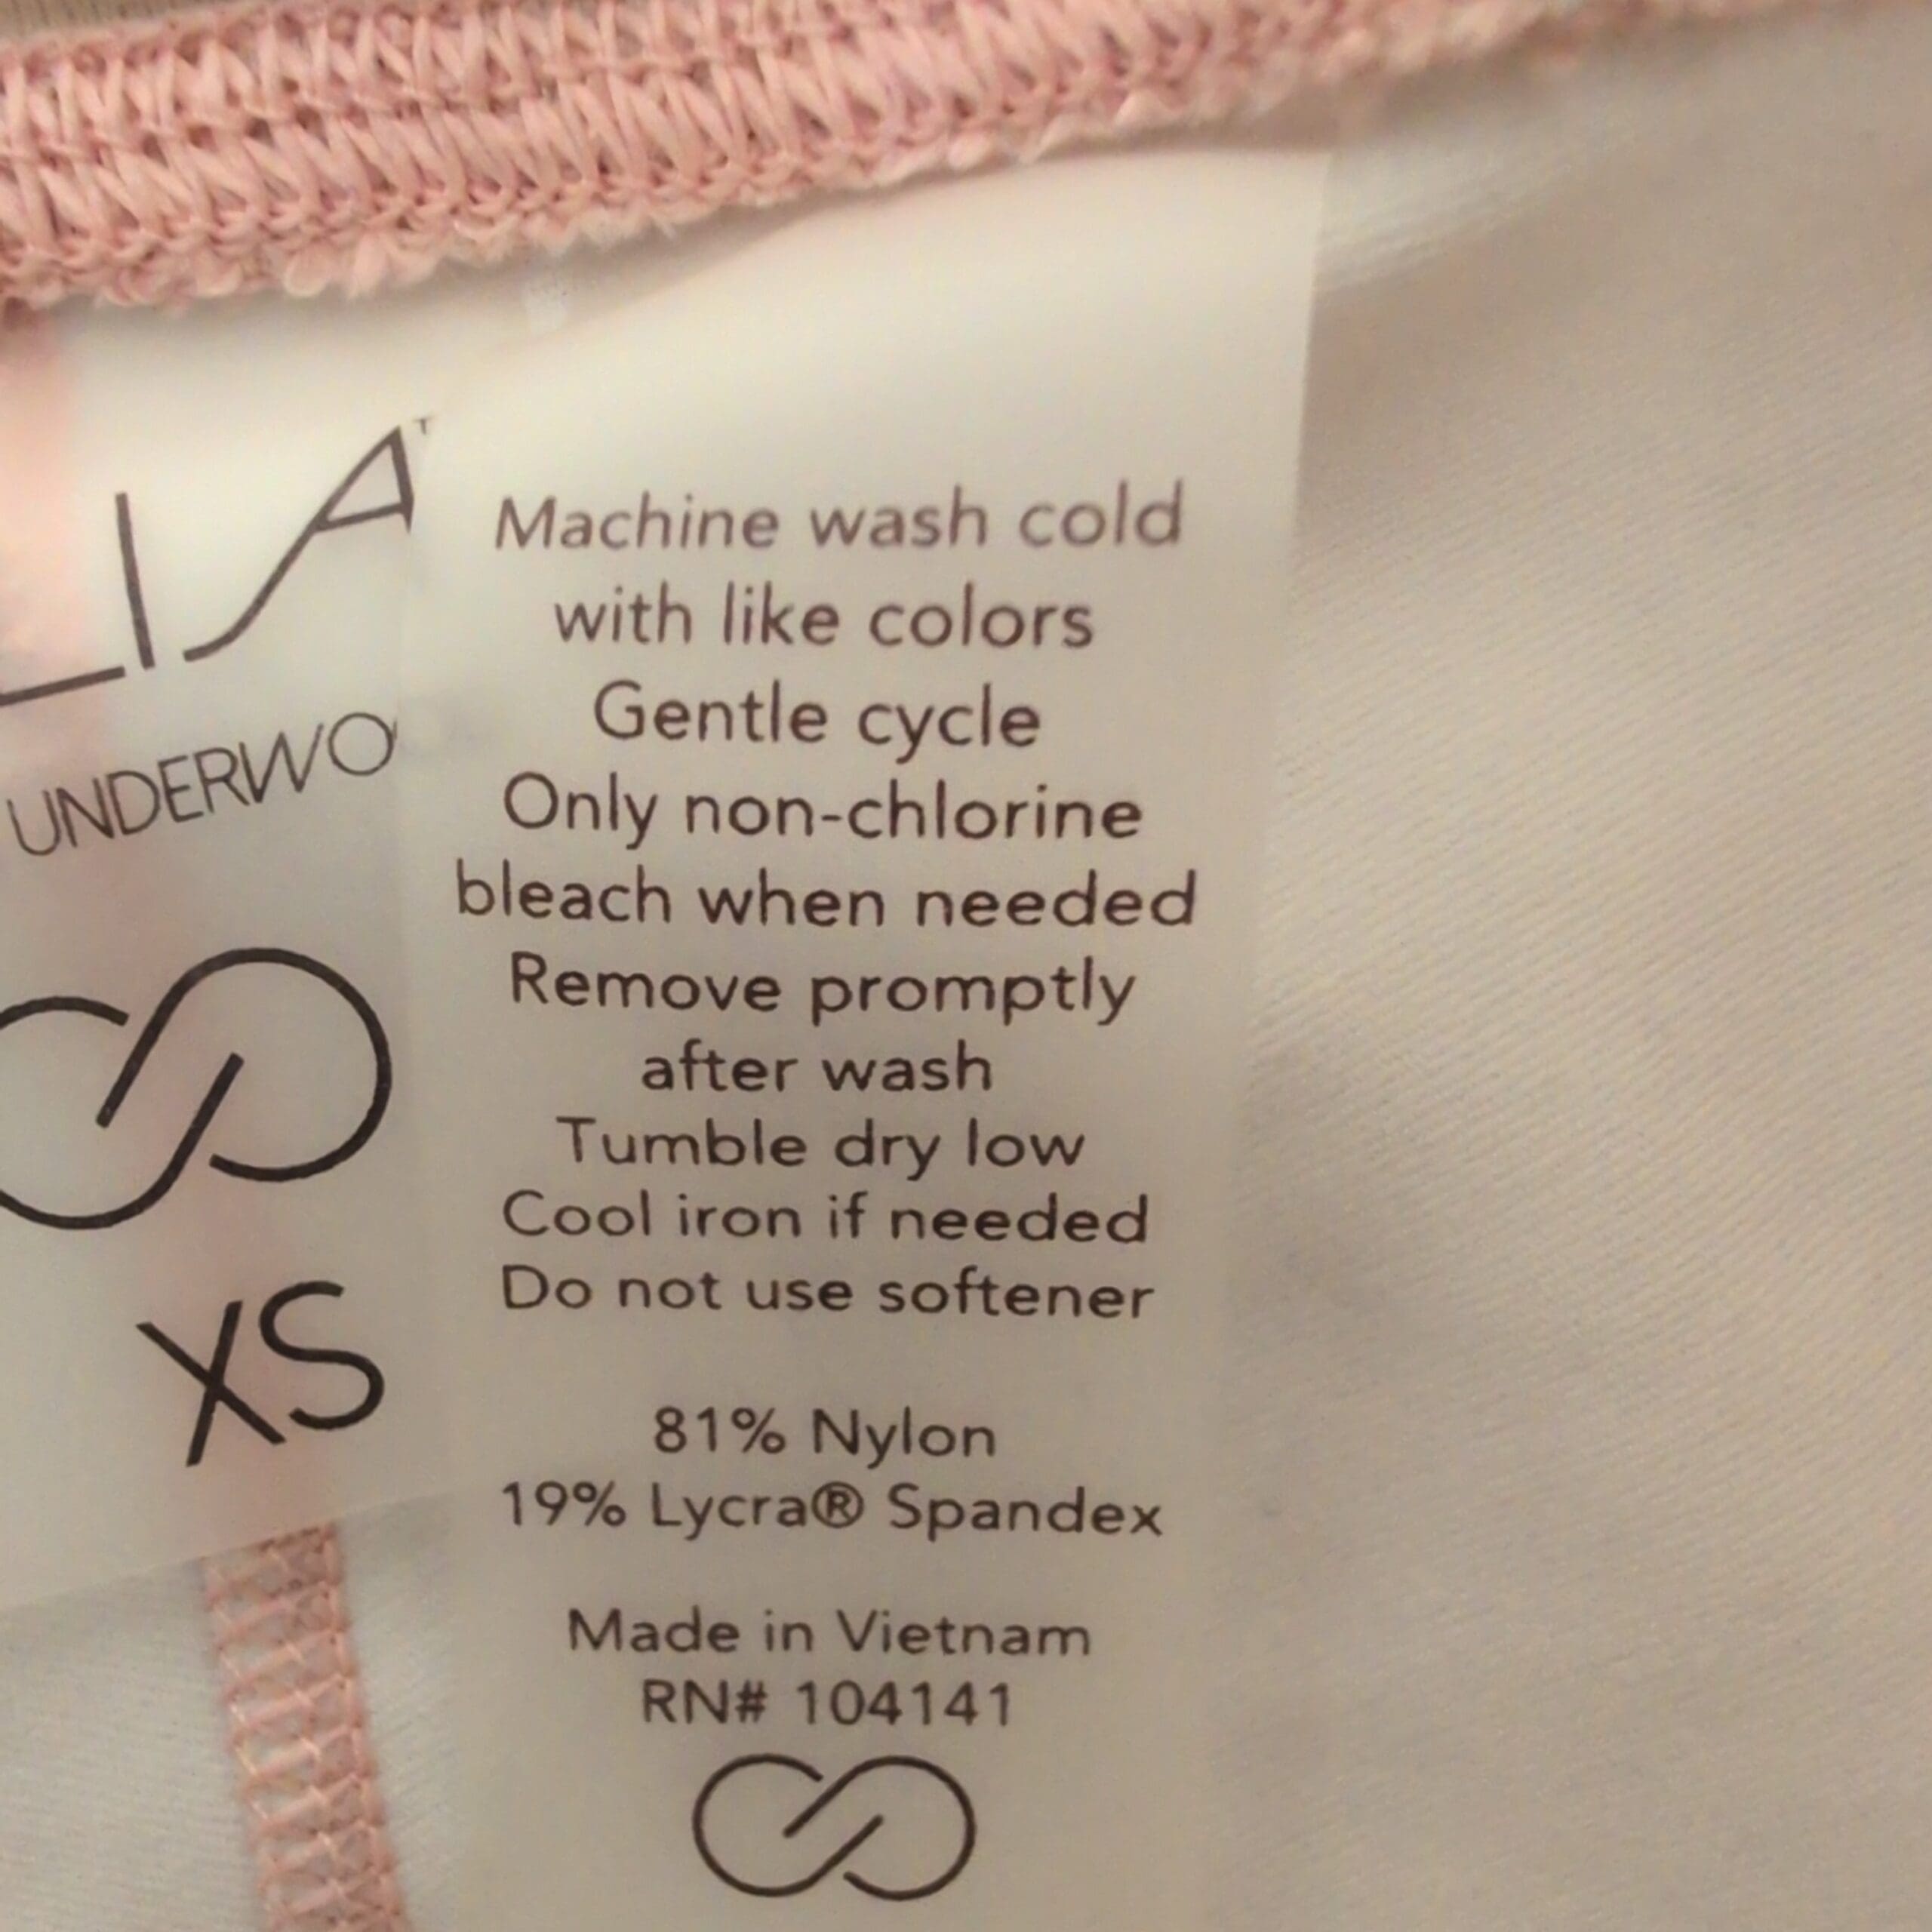 LIA
UNDERWO
XS
Machine wash cold
with like colors
Gentle cycle
Only non-chlorine
bleach when needed
Remove promptly
after wash
Tumble dry low
Cool iron if needed
Do not use softener
81% Nylon
19% Lycra® Spandex
Made in Vietnam
RN# 104141